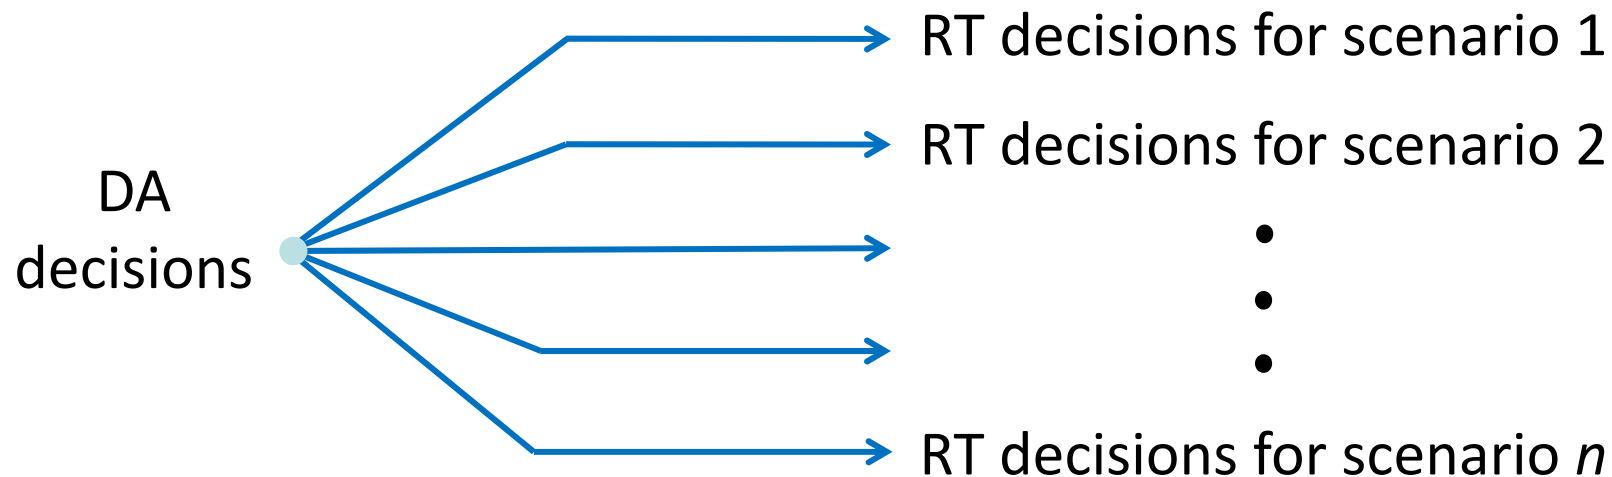 DA
decisions
RT decisions for scenario 1
RT decisions for scenario 2
RT decisions for scenario n